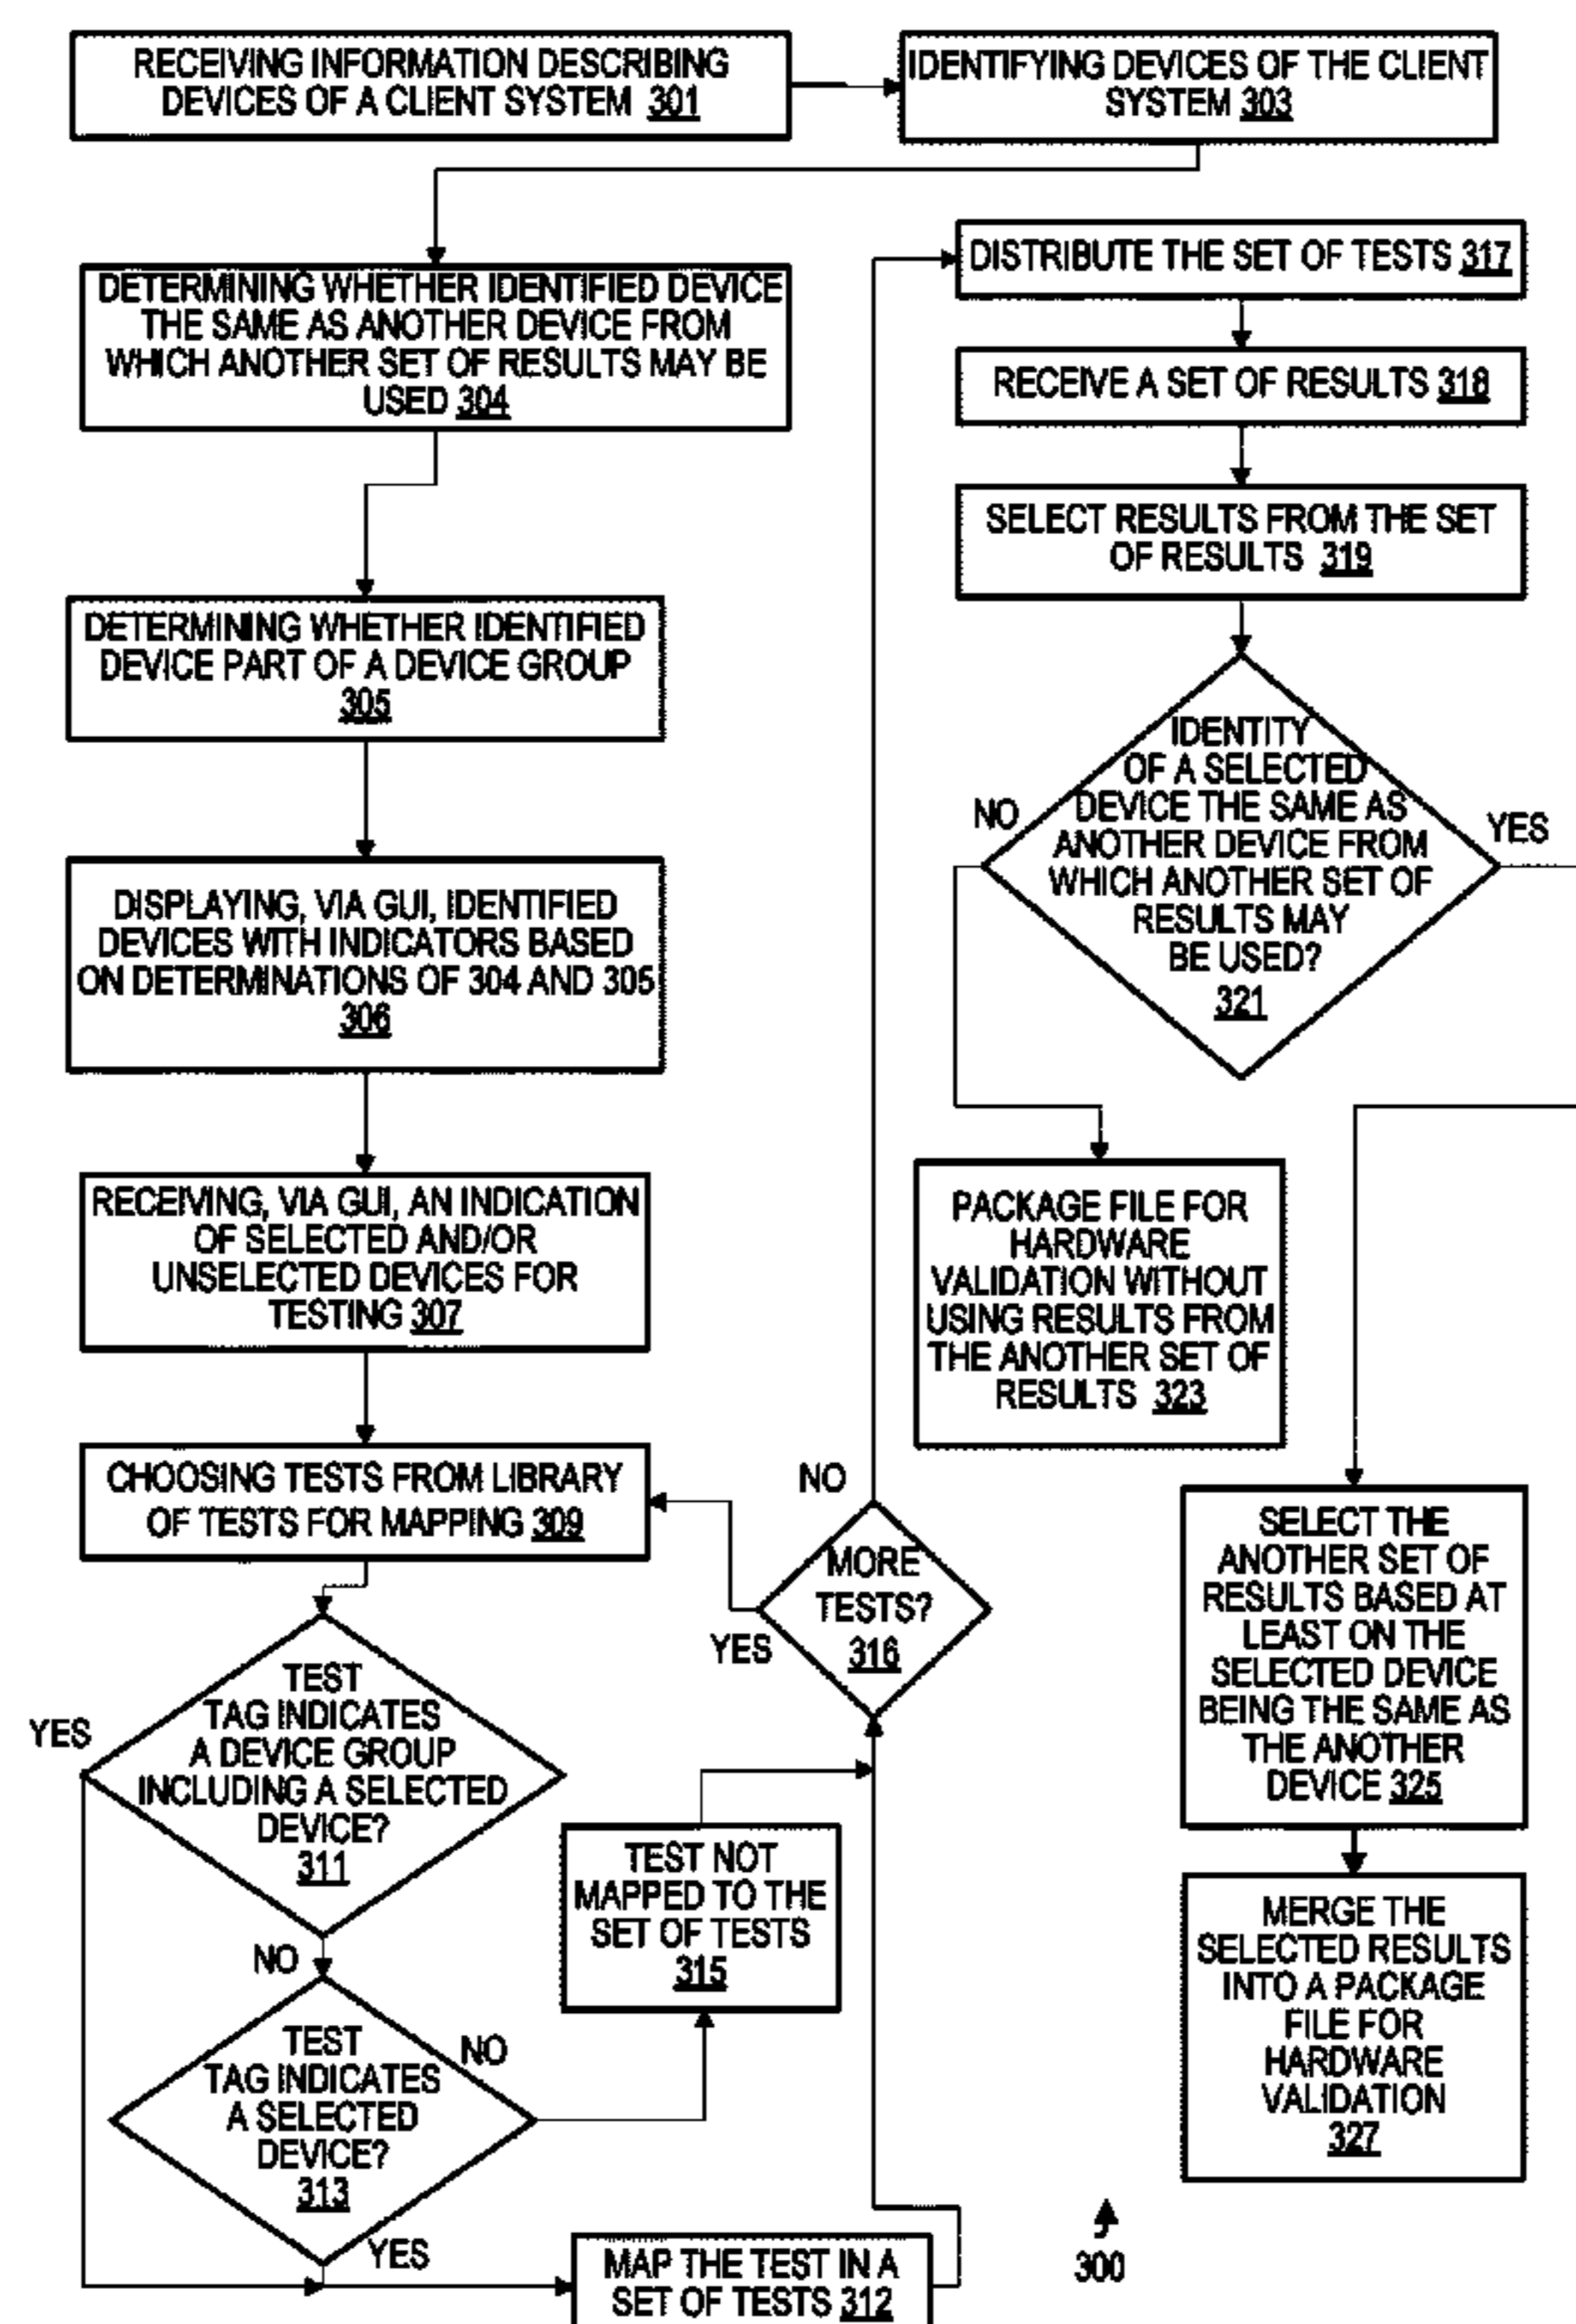 RECEIVING INFORMATION DESCRIBING
DEVICES OF A CLIENT SYSTEM 301
IDENTIFYING DEVICES OF THE CLIENT
SYSTEM 303
DETERMINING WHETHER IDENTIFIED DEVICE
THE SAME AS ANOTHER DEVICE FROM
WHICH ANOTHER SET OF RESULTS MAY BE
USED 304
DETERMINING WHETHER IDENTIFIED
DEVICE PART OF A DEVICE GROUP
305
DISPLAYING, VIA GUI, IDENTIFIED
DEVICES WITH INDICATORS BASED
ON DETERMINATIONS OF 304 AND 305
306
RECEIVING, VIA GUI, AN INDICATION
OF SELECTED AND/OR
UNSELECTED DEVICES FOR
TESTING 307
CHOOSING TESTS FROM LIBRARY
OF TESTS FOR MAPPING 309
TEST
TAG INDICATES
A DEVICE GROUP
INCLUDING A SELECTED
DEVICE?
311
YES
NO
TEST
TAG INDICATES
A SELECTED
DEVICE?
313
NO
YES
TEST NOT
MAPPED TO THE
SET OF TESTS
315
MAP THE TEST IN A
SET OF TESTS 312
MORE
TESTS?
316
YES
NO
DISTRIBUTE THE SET OF TESTS 317
RECEIVE A SET OF RESULTS 318
SELECT RESULTS FROM THE SET
OF RESULTS 319
IDENTITY
OF A SELECTED
DEVICE THE SAME AS
ANOTHER DEVICE FROM
WHICH ANOTHER SET OF
RESULTS MAY
BE USED?
321
NO
YES
PACKAGE FILE FOR
HARDWARE
VALIDATION WITHOUT
USING RESULTS FROM
THE ANOTHER SET OF
RESULTS 323
SELECT THE
ANOTHER SET OF
RESULTS BASED AT
LEAST ON THE
SELECTED DEVICE
BEING THE SAME AS
THE ANOTHER
DEVICE 325
MERGE THE
SELECTED RESULTS
INTO A PACKAGE
FILE FOR
HARDWARE
VALIDATION
327
300